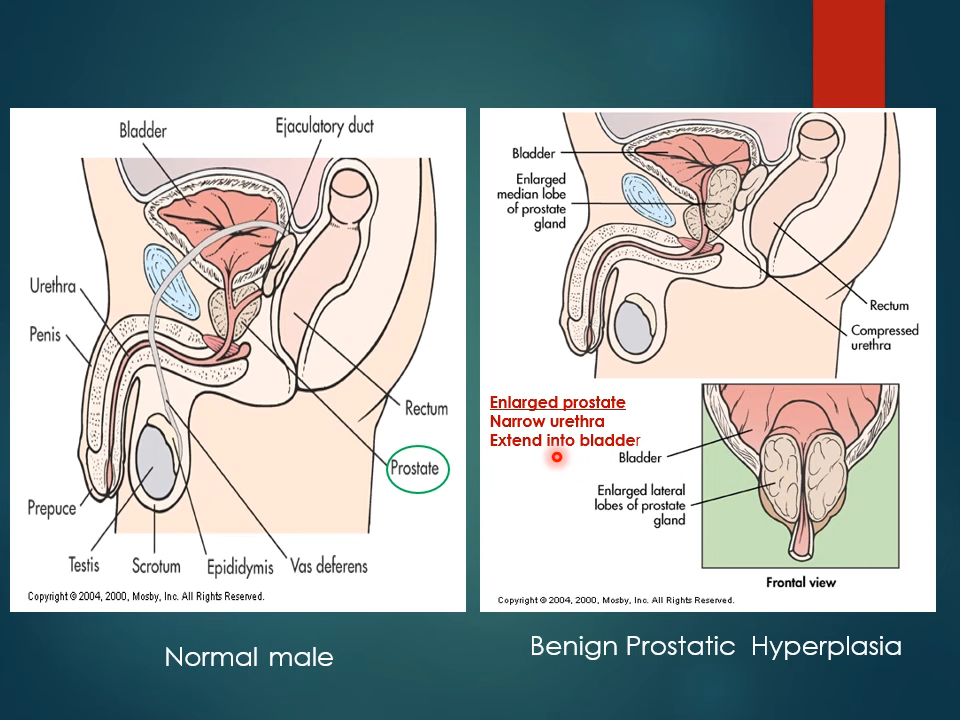 Bladder
Ejaculatory duct
Urethra
Penis
Rectum
Prostate
Prepuce
Testis
Scrotum
Epididymis
Vas deferens
Copyright © 2004, 2000, Mosby, Inc. All Rights Reserved.
Normal male
Bladder
Enlarged
median lobe
of prostate
gland
Rectum
Compressed
urethra
Enlarged prostate
Narrow urethra
Extend into bladder
Bladder
Enlarged lateral
lobes of prostate
gland
Frontal view
Copyright © 2004, 2000, Mosby, Inc. All Rights Reserved.
Benign Prostatic Hyperplasia